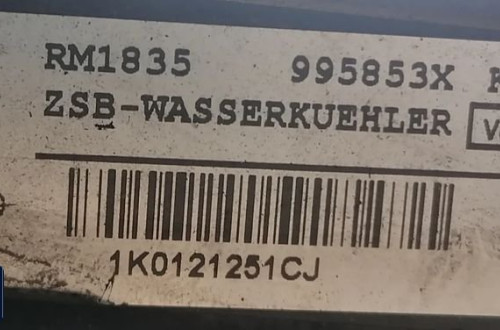 RM1835 995853X
ZSB-WASSERKUEHLER
1K0121251CJ